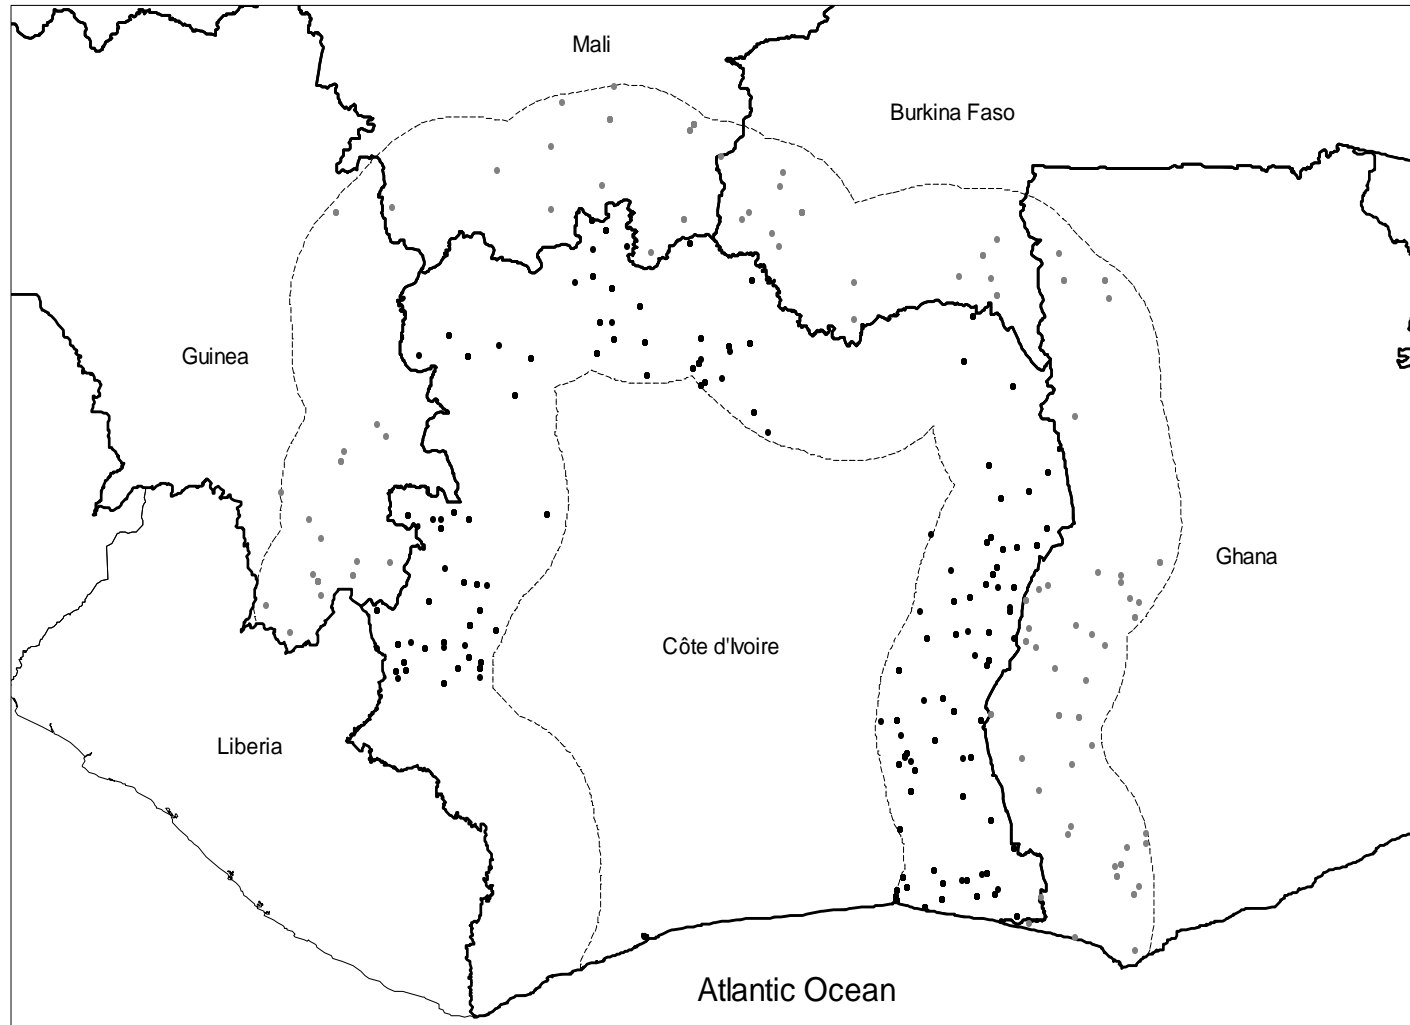 Mali
Burkina Faso
Guinea
Ghana
Côte d'Ivoire
Liberia
Atlantic Ocean